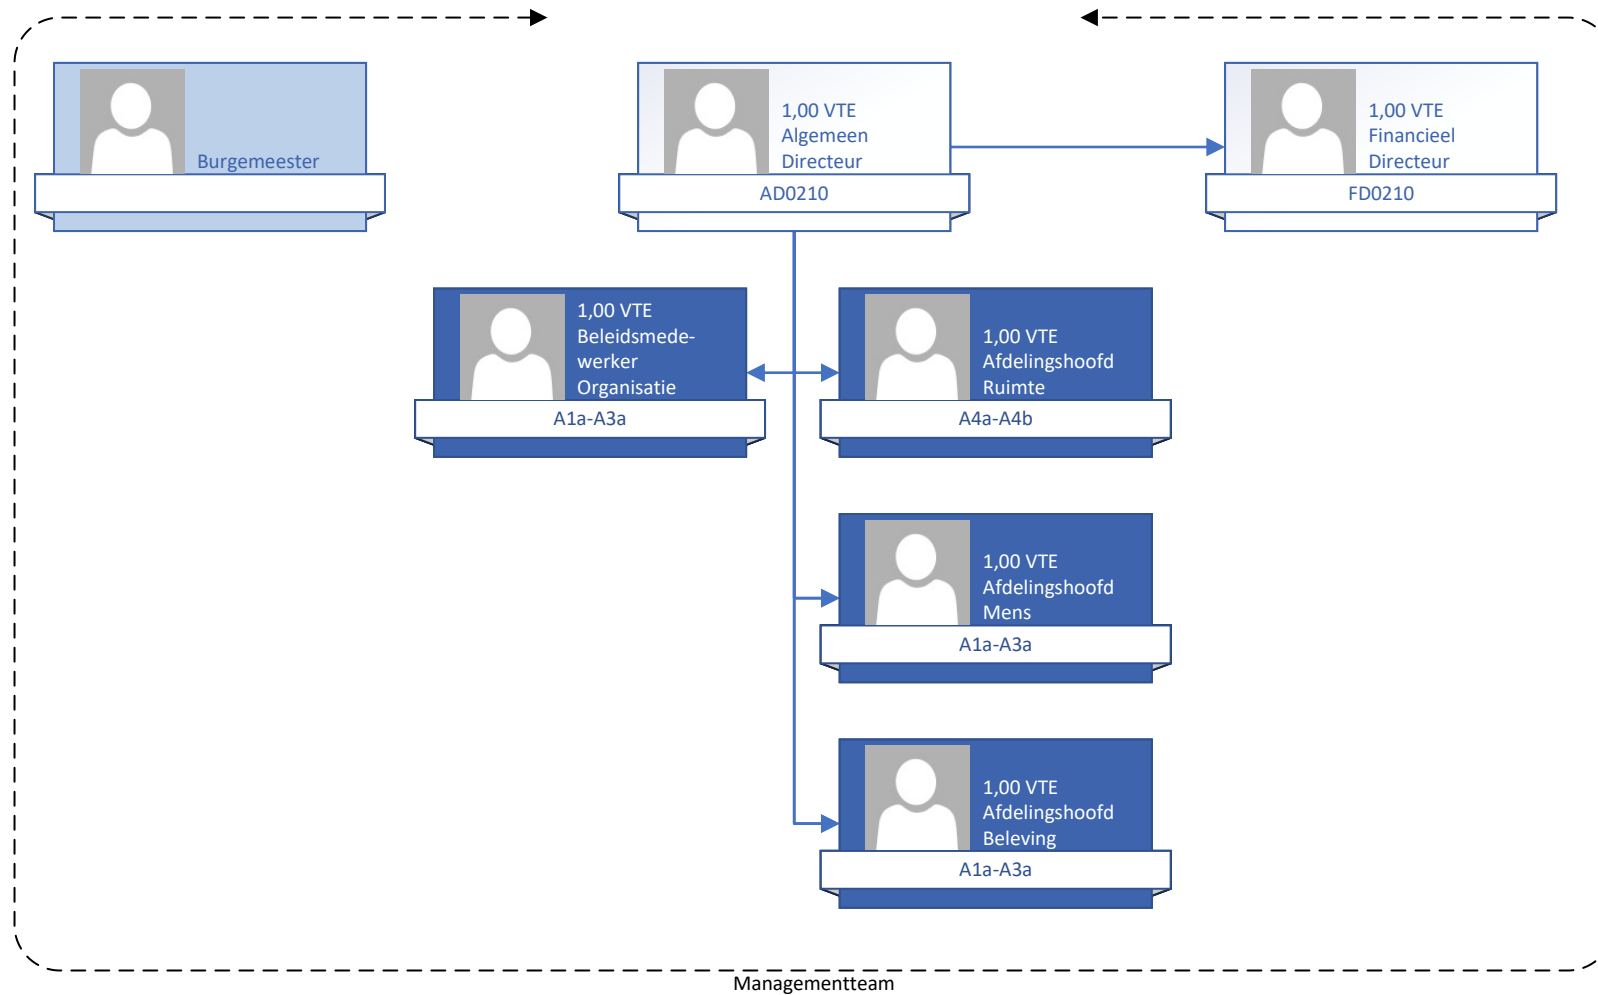 Burgemeester
1,00 VTE
Algemeen
Directeur
AD0210
1,00 VTE
Financieel
Directeur
FD0210
1,00 VTE
Beleidsmede-
werker
Organisatie
A1a-A3a
1,00 VTE
Afdelingshoofd
Ruimte
A4a-A4b
1,00 VTE
Afdelingshoofd
Mens
A1a-A3a
1,00 VTE
Afdelingshoofd
Beleving
A1a-A3a
Managementteam